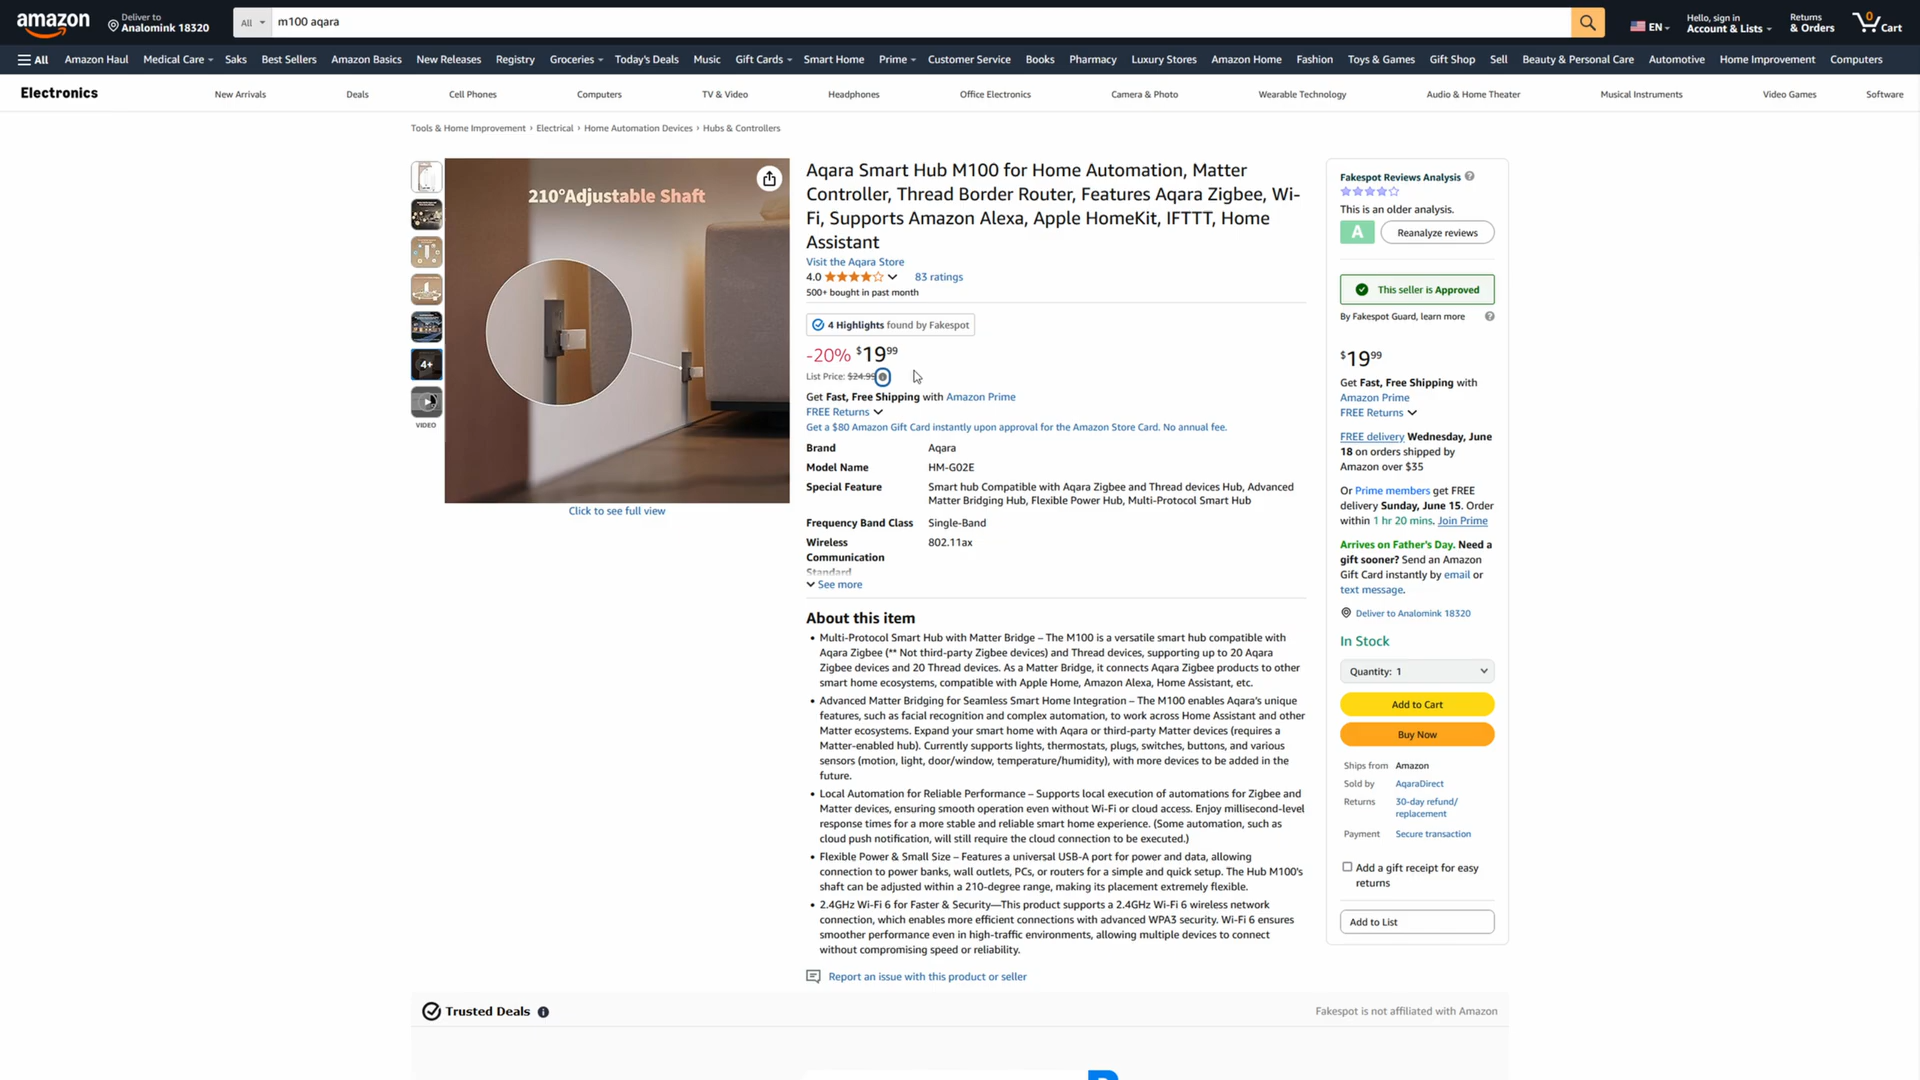 amazon
Deliver to
Analomink 18320
All
m100 aqara
EN
Hello, sign in
Account & Lists
Returns
& Orders
0
Cart
All
Amazon Haul
Medical Care
Saks
Best Sellers
Amazon Basics
New Releases
Registry
Groceries
Today's Deals
Music
Gift Cards
Smart Home
Prime
Customer Service
Books
Pharmacy
Luxury Stores
Amazon Home
Fashion
Toys & Games
Gift Shop
Sell
Beauty & Personal Care
Automotive
Home Improvement
Computers
Electronics
New Arrivals
Deals
Cell Phones
Computers
TV & Video
Headphones
Office Electronics
Camera & Photo
Wearable Technology
Audio & Home Theater
Musical Instruments
Video Games
Software
Tools & Home Improvement › Electrical › Home Automation Devices › Hubs & Controllers
4+
VIDEO
210°Adjustable Shaft
Click to see full view
Aqara Smart Hub M100 for Home Automation, Matter
Controller, Thread Border Router, Features Aqara Zigbee, Wi-
Fi, Supports Amazon Alexa, Apple HomeKit, IFTTT, Home
Assistant
Visit the Aqara Store
4.0
83 ratings
500+ bought in past month
4 Highlights found by Fakespot
-20% $19 99
List Price: $24.99
Get Fast, Free Shipping with Amazon Prime
FREE Returns
Get a $80 Amazon Gift Card instantly upon approval for the Amazon Store Card. No annual fee.
Brand Aqara
Model Name HM-G02E
Special Feature Smart hub Compatible with Aqara Zigbee and Thread devices Hub, Advanced
Matter Bridging Hub, Flexible Power Hub, Multi-Protocol Smart Hub
Frequency Band Class Single-Band
Wireless 802.11ax
Communication
Standard
See more
About this item
• Multi-Protocol Smart Hub with Matter Bridge – The M100 is a versatile smart hub compatible with
Aqara Zigbee (** Not third-party Zigbee devices) and Thread devices, supporting up to 20 Aqara
Zigbee devices and 20 Thread devices. As a Matter Bridge, it connects Aqara Zigbee products to other
smart home ecosystems, compatible with Apple Home, Amazon Alexa, Home Assistant, etc.
• Advanced Matter Bridging for Seamless Smart Home Integration – The M100 enables Aqara's unique
features, such as facial recognition and complex automation, to work across Home Assistant and other
Matter ecosystems. Expand your smart home with Aqara or third-party Matter devices (requires a
Matter-enabled hub). Currently supports lights, thermostats, plugs, switches, buttons, and various
sensors (motion, light, door/window, temperature/humidity), with more devices to be added in the
future.
• Local Automation for Reliable Performance – Supports local execution of automations for Zigbee and
Matter devices, ensuring smooth operation even without Wi-Fi or cloud access. Enjoy millisecond-level
response times for a more stable and reliable smart home experience. (Some automation, such as
cloud push notification, will still require the cloud connection to be executed.)
• Flexible Power & Small Size – Features a universal USB-A port for power and data, allowing
connection to power banks, wall outlets, PCs, or routers for a simple and quick setup. The Hub M100's
shaft can be adjusted within a 210-degree range, making its placement extremely flexible.
• 2.4GHz Wi-Fi 6 for Faster & Security—This product supports a 2.4GHz Wi-Fi 6 wireless network
connection, which enables more efficient connections with advanced WPA3 security. Wi-Fi 6 ensures
smoother performance even in high-traffic environments, allowing multiple devices to connect
without compromising speed or reliability.
Report an issue with this product or seller
Fakespot Reviews Analysis
This is an older analysis.
A
Reanalyze reviews
This seller is Approved
By Fakespot Guard, learn more
$19 99
Get Fast, Free Shipping with
Amazon Prime
FREE Returns
FREE delivery Wednesday, June
18 on orders shipped by
Amazon over $35
Or Prime members get FREE
delivery Sunday, June 15. Order
within 1 hr 20 mins. Join Prime
Arrives on Father's Day. Need a
gift sooner? Send an Amazon
Gift Card instantly by email or
text message.
Deliver to Analomink 18320
In Stock
Quantity: 1
Add to Cart
Buy Now
Ships from Amazon
Sold by AqaraDirect
Returns 30-day refund/
replacement
Payment Secure transaction
Add a gift receipt for easy
returns
Add to List
Trusted Deals
Fakespot is not affiliated with Amazon